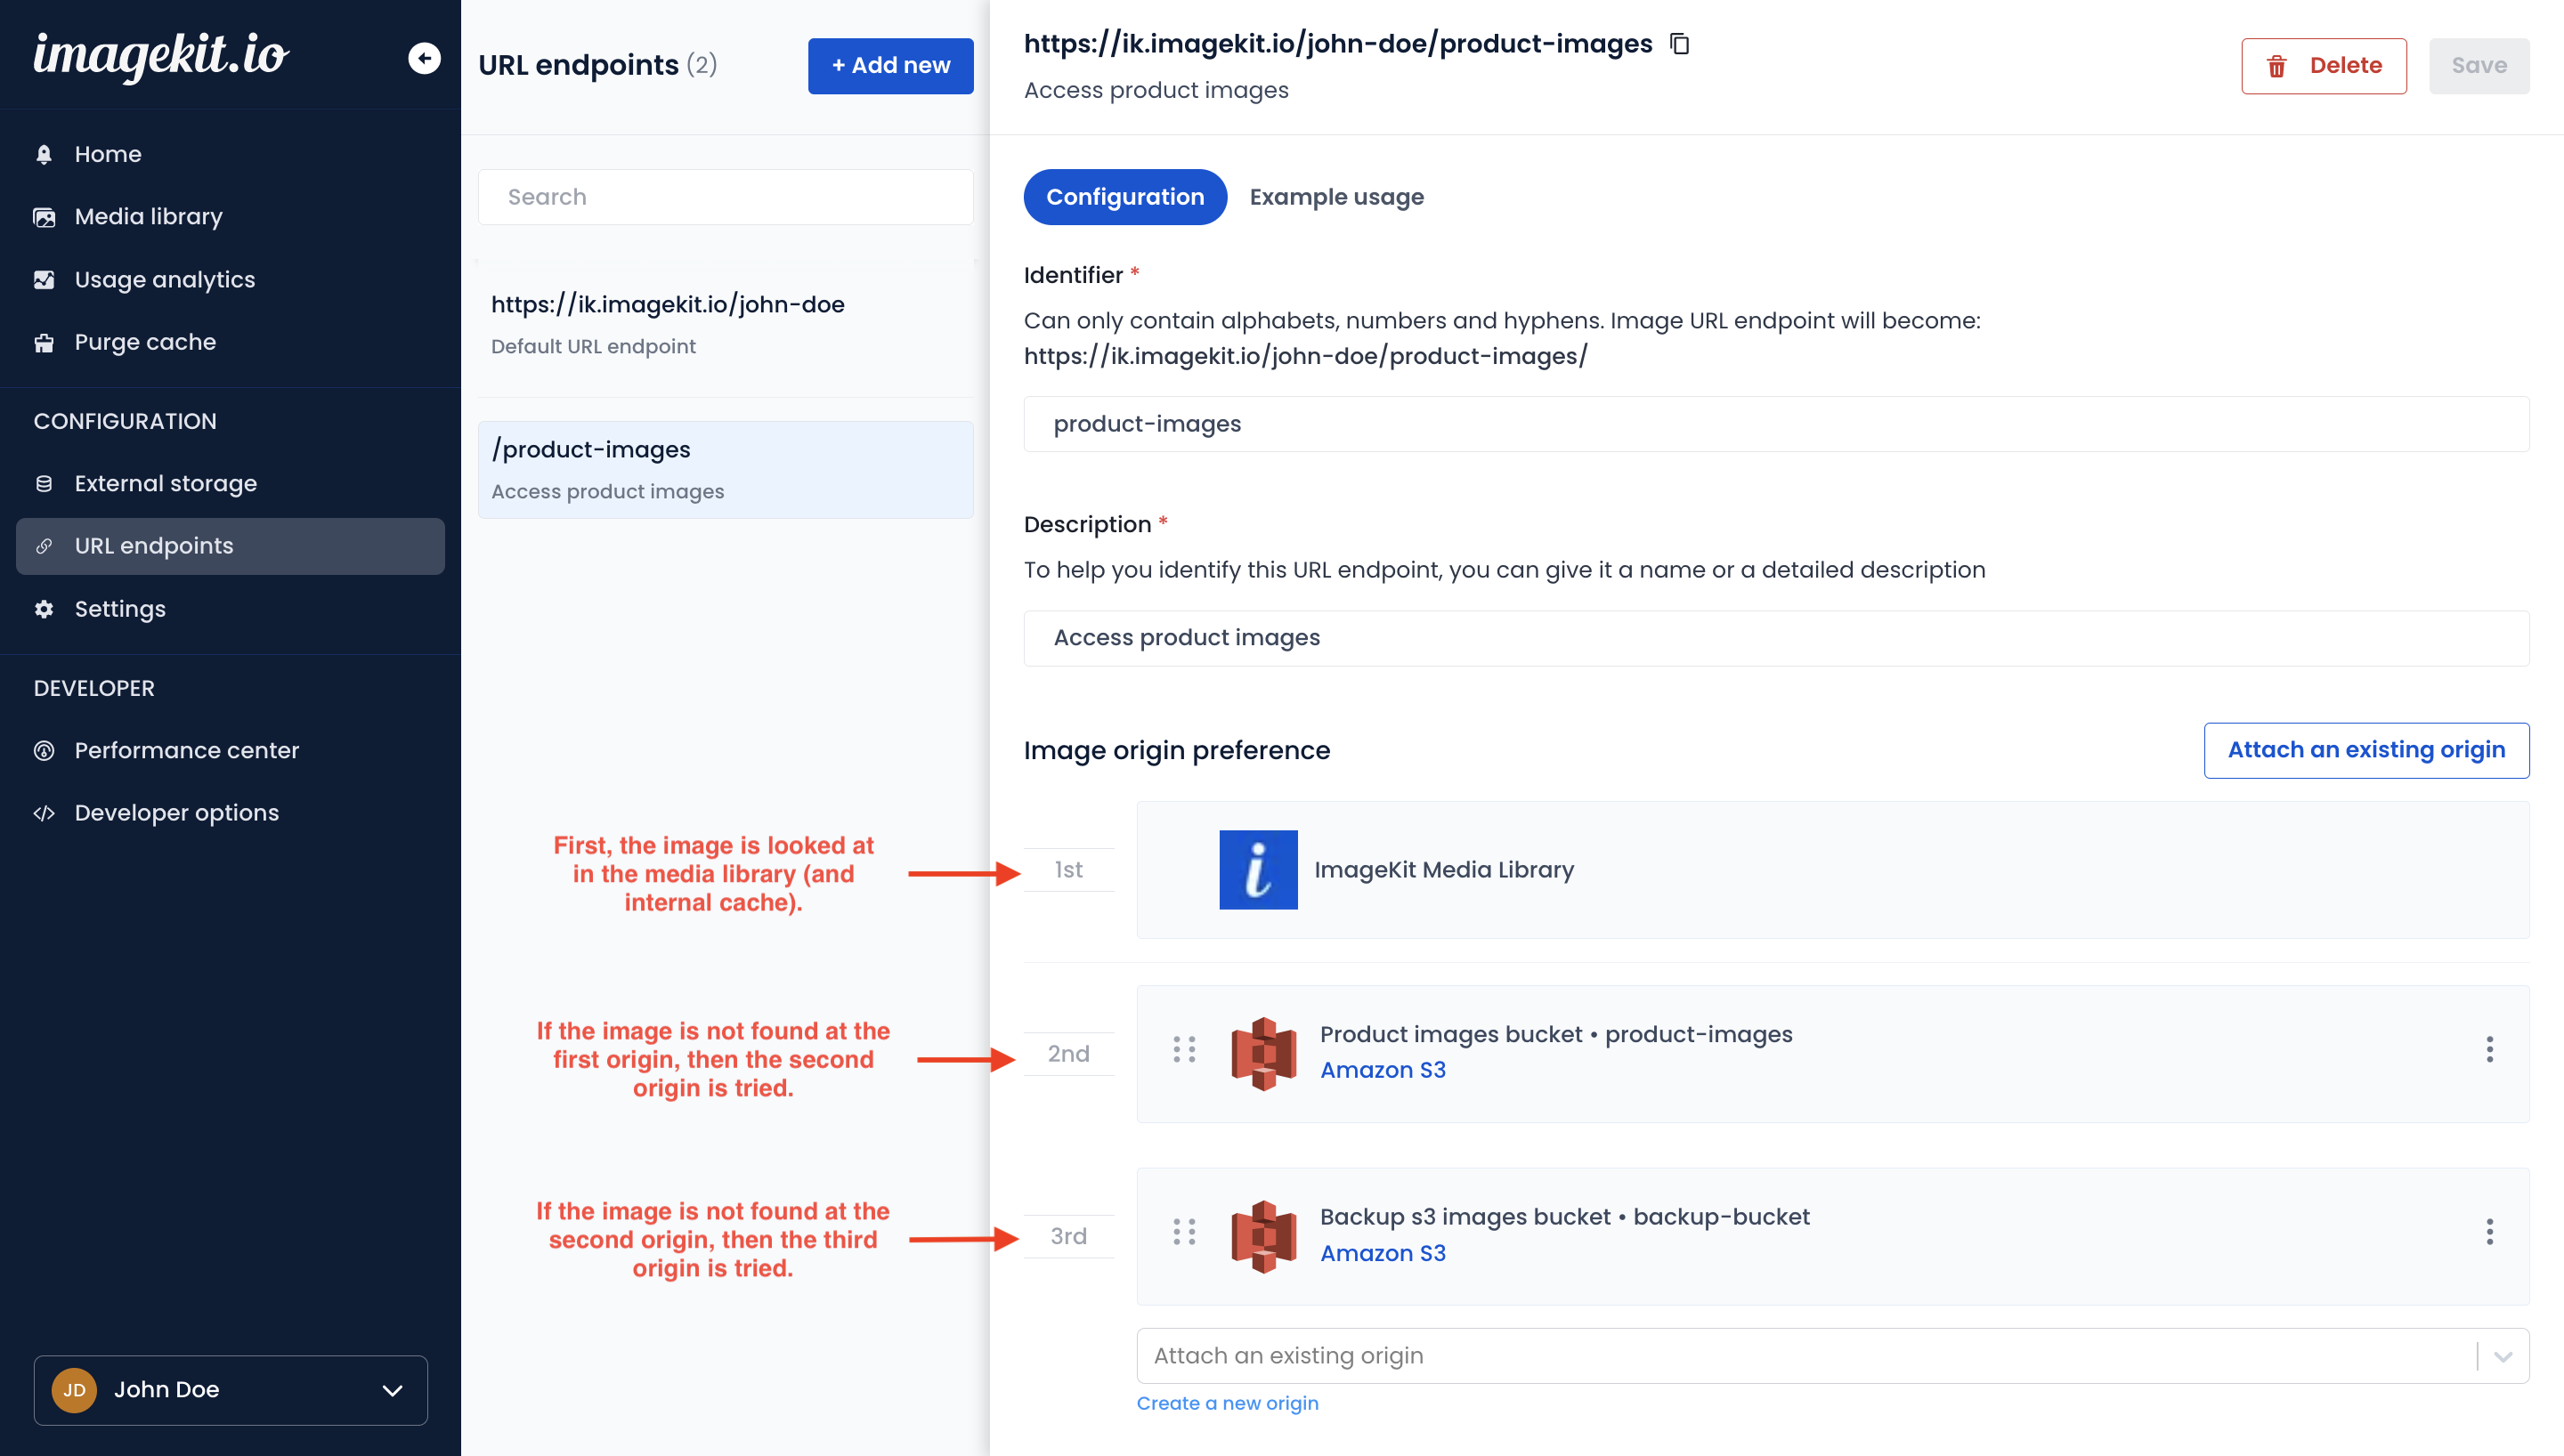 imagekit.io
Home
Media library
Usage analytics
Purge cache
CONFIGURATION
External storage
URL endpoints
Settings
DEVELOPER
Performance center
Developer options
JD
John Doe
URL endpoints (2)
+ Add new
Search
https://ik.imagekit.io/john-doe
Default URL endpoint
/product-images
Access product images
First, the image is looked at
in the media library (and
internal cache).
If the image is not found at the
first origin, then the second
origin is tried.
If the image is not found at the
second origin, then the third
origin is tried.
https://ik.imagekit.io/john-doe/product-images
Access product images
Delete
Save
Configuration
Example usage
Identifier *
Can only contain alphabets, numbers and hyphens. Image URL endpoint will become:
https://ik.imagekit.io/john-doe/product-images/
product-images
Description *
To help you identify this URL endpoint, you can give it a name or a detailed description
Access product images
Image origin preference
Attach an existing origin
1st
i
ImageKit Media Library
2nd
Product images bucket • product-images
Amazon S3
3rd
Backup s3 images bucket • backup-bucket
Amazon S3
Attach an existing origin
Create a new origin